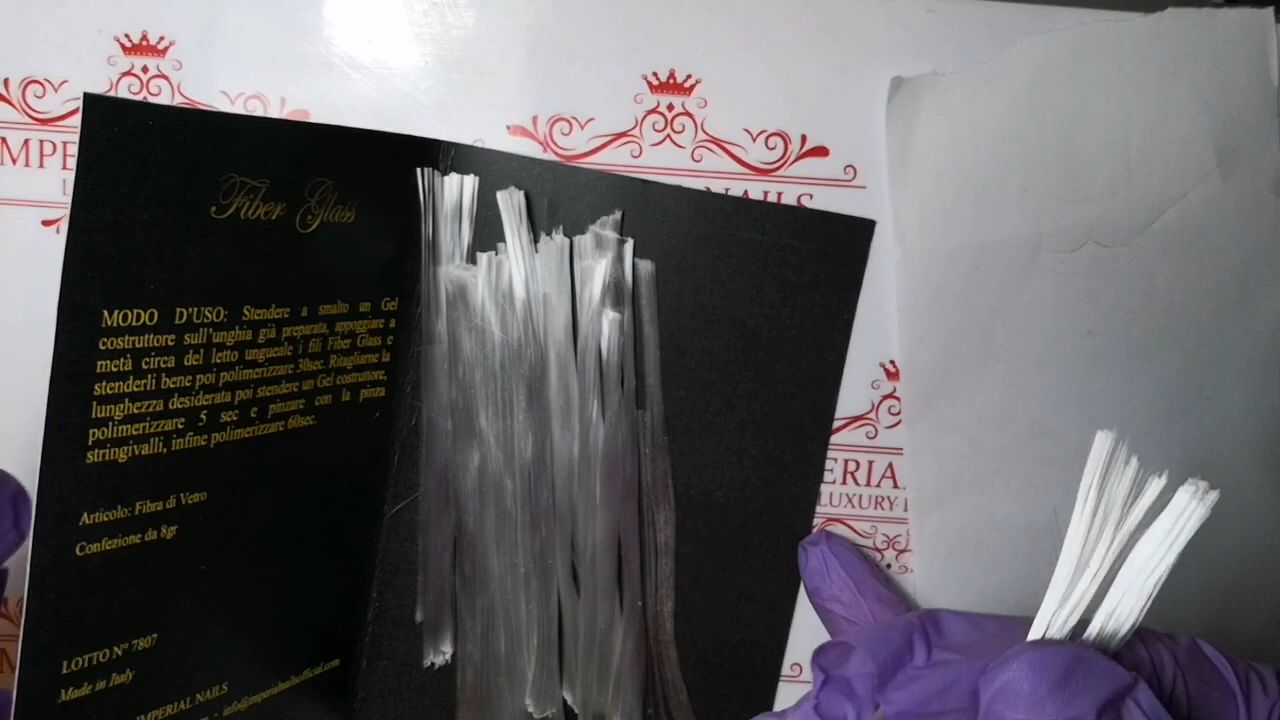 Fiber Glass
MODO D'USO: Stendere a smalto un Gel
costruttore sull'unghia già preparata, appoggiare a
metà circa del letto ungueale i fili Fiber Glass e
stenderli bene poi polimerizzare 30sec. Ritagliarne la
lunghezza desiderata poi stendere un Gel costruttore,
polimerizzare 5 sec e pinzare con la pinza
stringivalli, infine polimerizzare 60sec.
Articolo: Fibra di Vetro
Confezione da 8gr
LOTTO N° 7807
Made in Italy
IMPERIAL NAILS
- info@imperialnailsofficial.com
IMPE
L
NAILS
ERIA
LUXURY